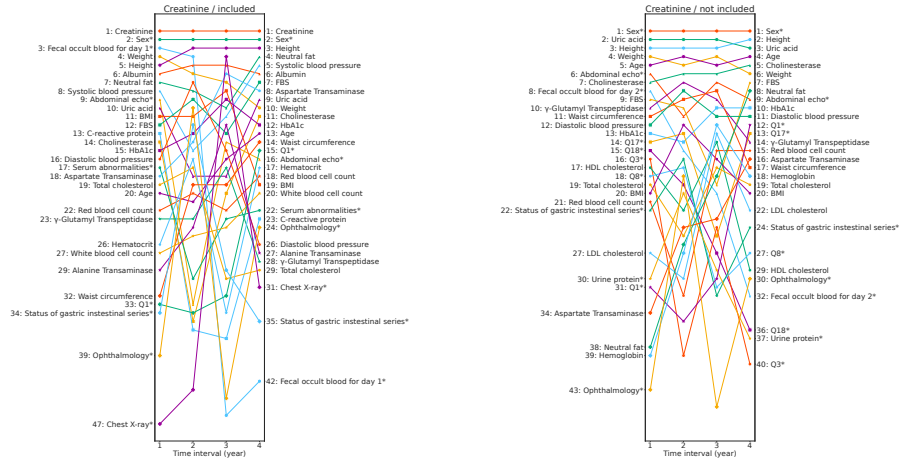 Creatinine / included
1: Creatinine
2: Sex*
3: Fecal occult blood for day 1*
4: Weight
5: Height
6: Albumin
7: Neutral fat
8: Systolic blood pressure
9: Abdominal echo*
10: Uric acid
11: BMI
12: FBS
13: C-reactive protein
14: Cholinesterase
15: HbA1c
16: Diastolic blood pressure
17: Serum abnormalities*
18: Aspartate Transaminase
19: Total cholesterol
20: Age
22: Red blood cell count
23: γ-Glutamyl Transpeptidase
26: Hematocrit
27: White blood cell count
29: Alanine Transaminase
32: Waist circumference
33: Q1*
34: Status of gastric instestinal series*
39: Ophthalmology*
47: Chest X-ray*
1: Creatinine
2: Sex*
3: Height
4: Neutral fat
5: Systolic blood pressure
6: Albumin
7: FBS
8: Aspartate Transaminase
9: Uric acid
10: Weight
11: Cholinesterase
12: HbA1c
13: Age
14: Waist circumference
15: Q1*
16: Abdominal echo*
17: Hematocrit
18: Red blood cell count
19: BMI
20: White blood cell count
22: Serum abnormalities*
23: C-reactive protein
24: Ophthalmology*
26: Diastolic blood pressure
27: Alanine Transaminase
28: γ-Glutamyl Transpeptidase
29: Total cholesterol
31: Chest X-ray*
35: Status of gastric instestinal series*
42: Fecal occult blood for day 1*
1 2 3 4
Time interval (year)
Creatinine / not included
1: Sex*
2: Uric acid
3: Height
4: Weight
5: Age
6: Abdominal echo*
7: Cholinesterase
8: Fecal occult blood for day 2*
9: FBS
10: γ-Glutamyl Transpeptidase
11: Waist circumference
12: Diastolic blood pressure
13: HbA1c
14: Q17*
15: Q18*
16: Q3*
17: HDL cholesterol
18: Q8*
19: Total cholesterol
20: BMI
21: Red blood cell count
22: Status of gastric instestinal series*
27: LDL cholesterol
30: Urine protein*
31: Q1*
34: Aspartate Transaminase
38: Neutral fat
39: Hemoglobin
43: Ophthalmology*
1: Sex*
2: Height
3: Uric acid
4: Age
5: Cholinesterase
6: Weight
7: FBS
8: Neutral fat
9: Abdominal echo*
10: HbA1c
11: Diastolic blood pressure
12: Q1*
13: Q17*
14: γ-Glutamyl Transpeptidase
15: Red blood cell count
16: Aspartate Transaminase
17: Waist circumference
18: Hemoglobin
19: Total cholesterol
20: BMI
22: LDL cholesterol
24: Status of gastric instestinal series*
27: Q8*
29: HDL cholesterol
30: Ophthalmology*
32: Fecal occult blood for day 2*
36: Q18*
37: Urine protein*
40: Q3*
1 2 3 4
Time interval (year)